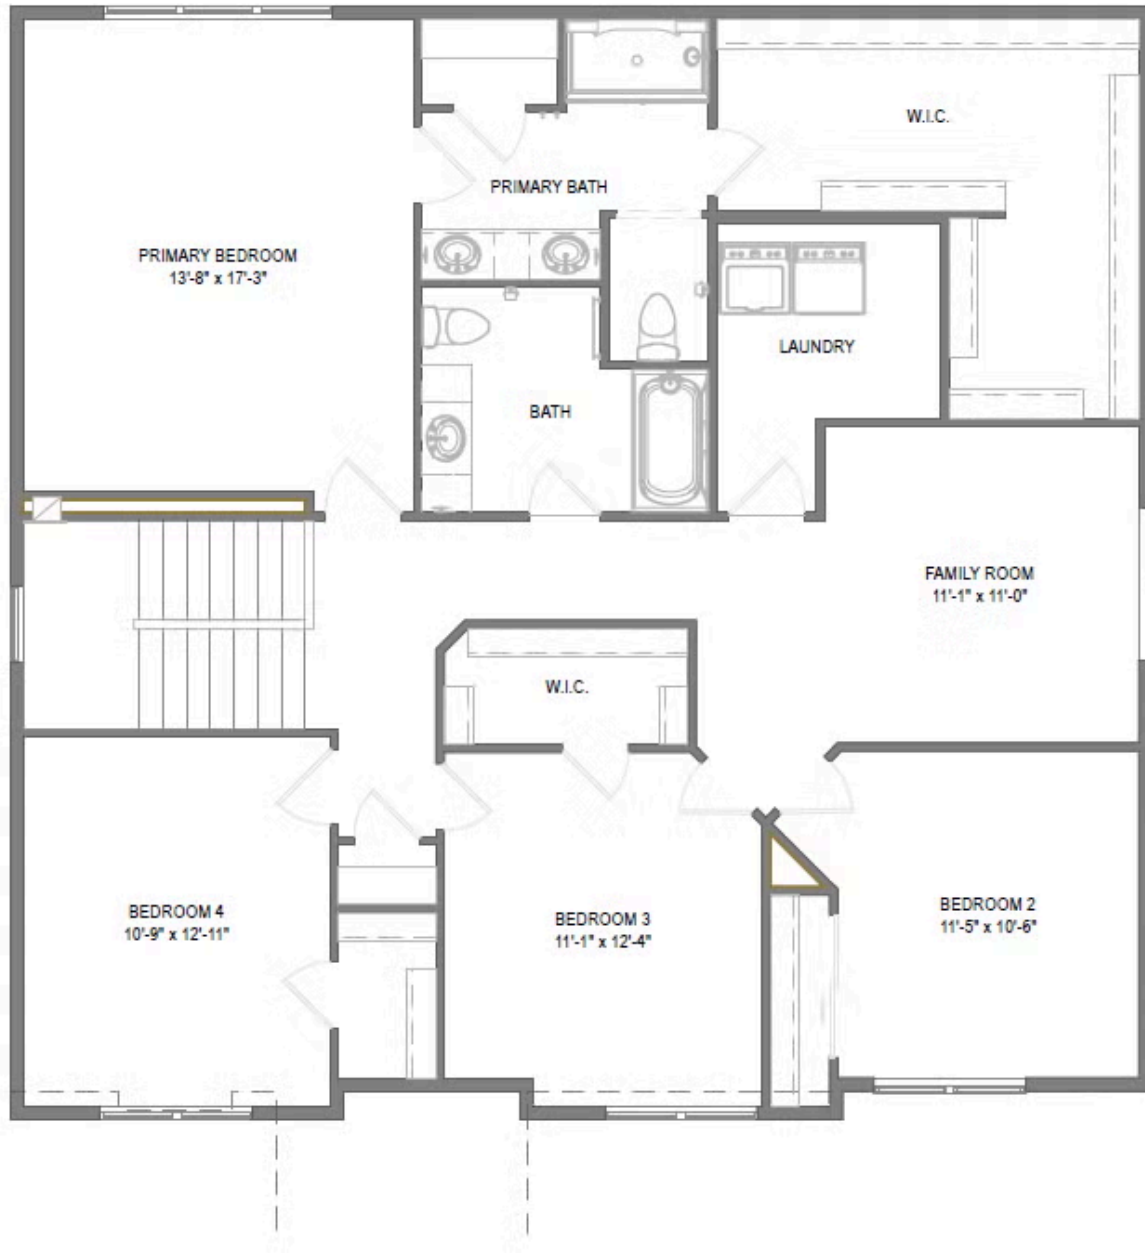 W.I.C.
PRIMARY BATH
PRIMARY BEDROOM
13'-8" x 17'-3"
LAUNDRY
BATH
FAMILY ROOM
11'-1" x 11'-0"
W.I.C.
BEDROOM 4
10'-9" x 12'-11"
BEDROOM 3
11'-1" x 12'-4"
BEDROOM 2
11'-5" x 10'-6"